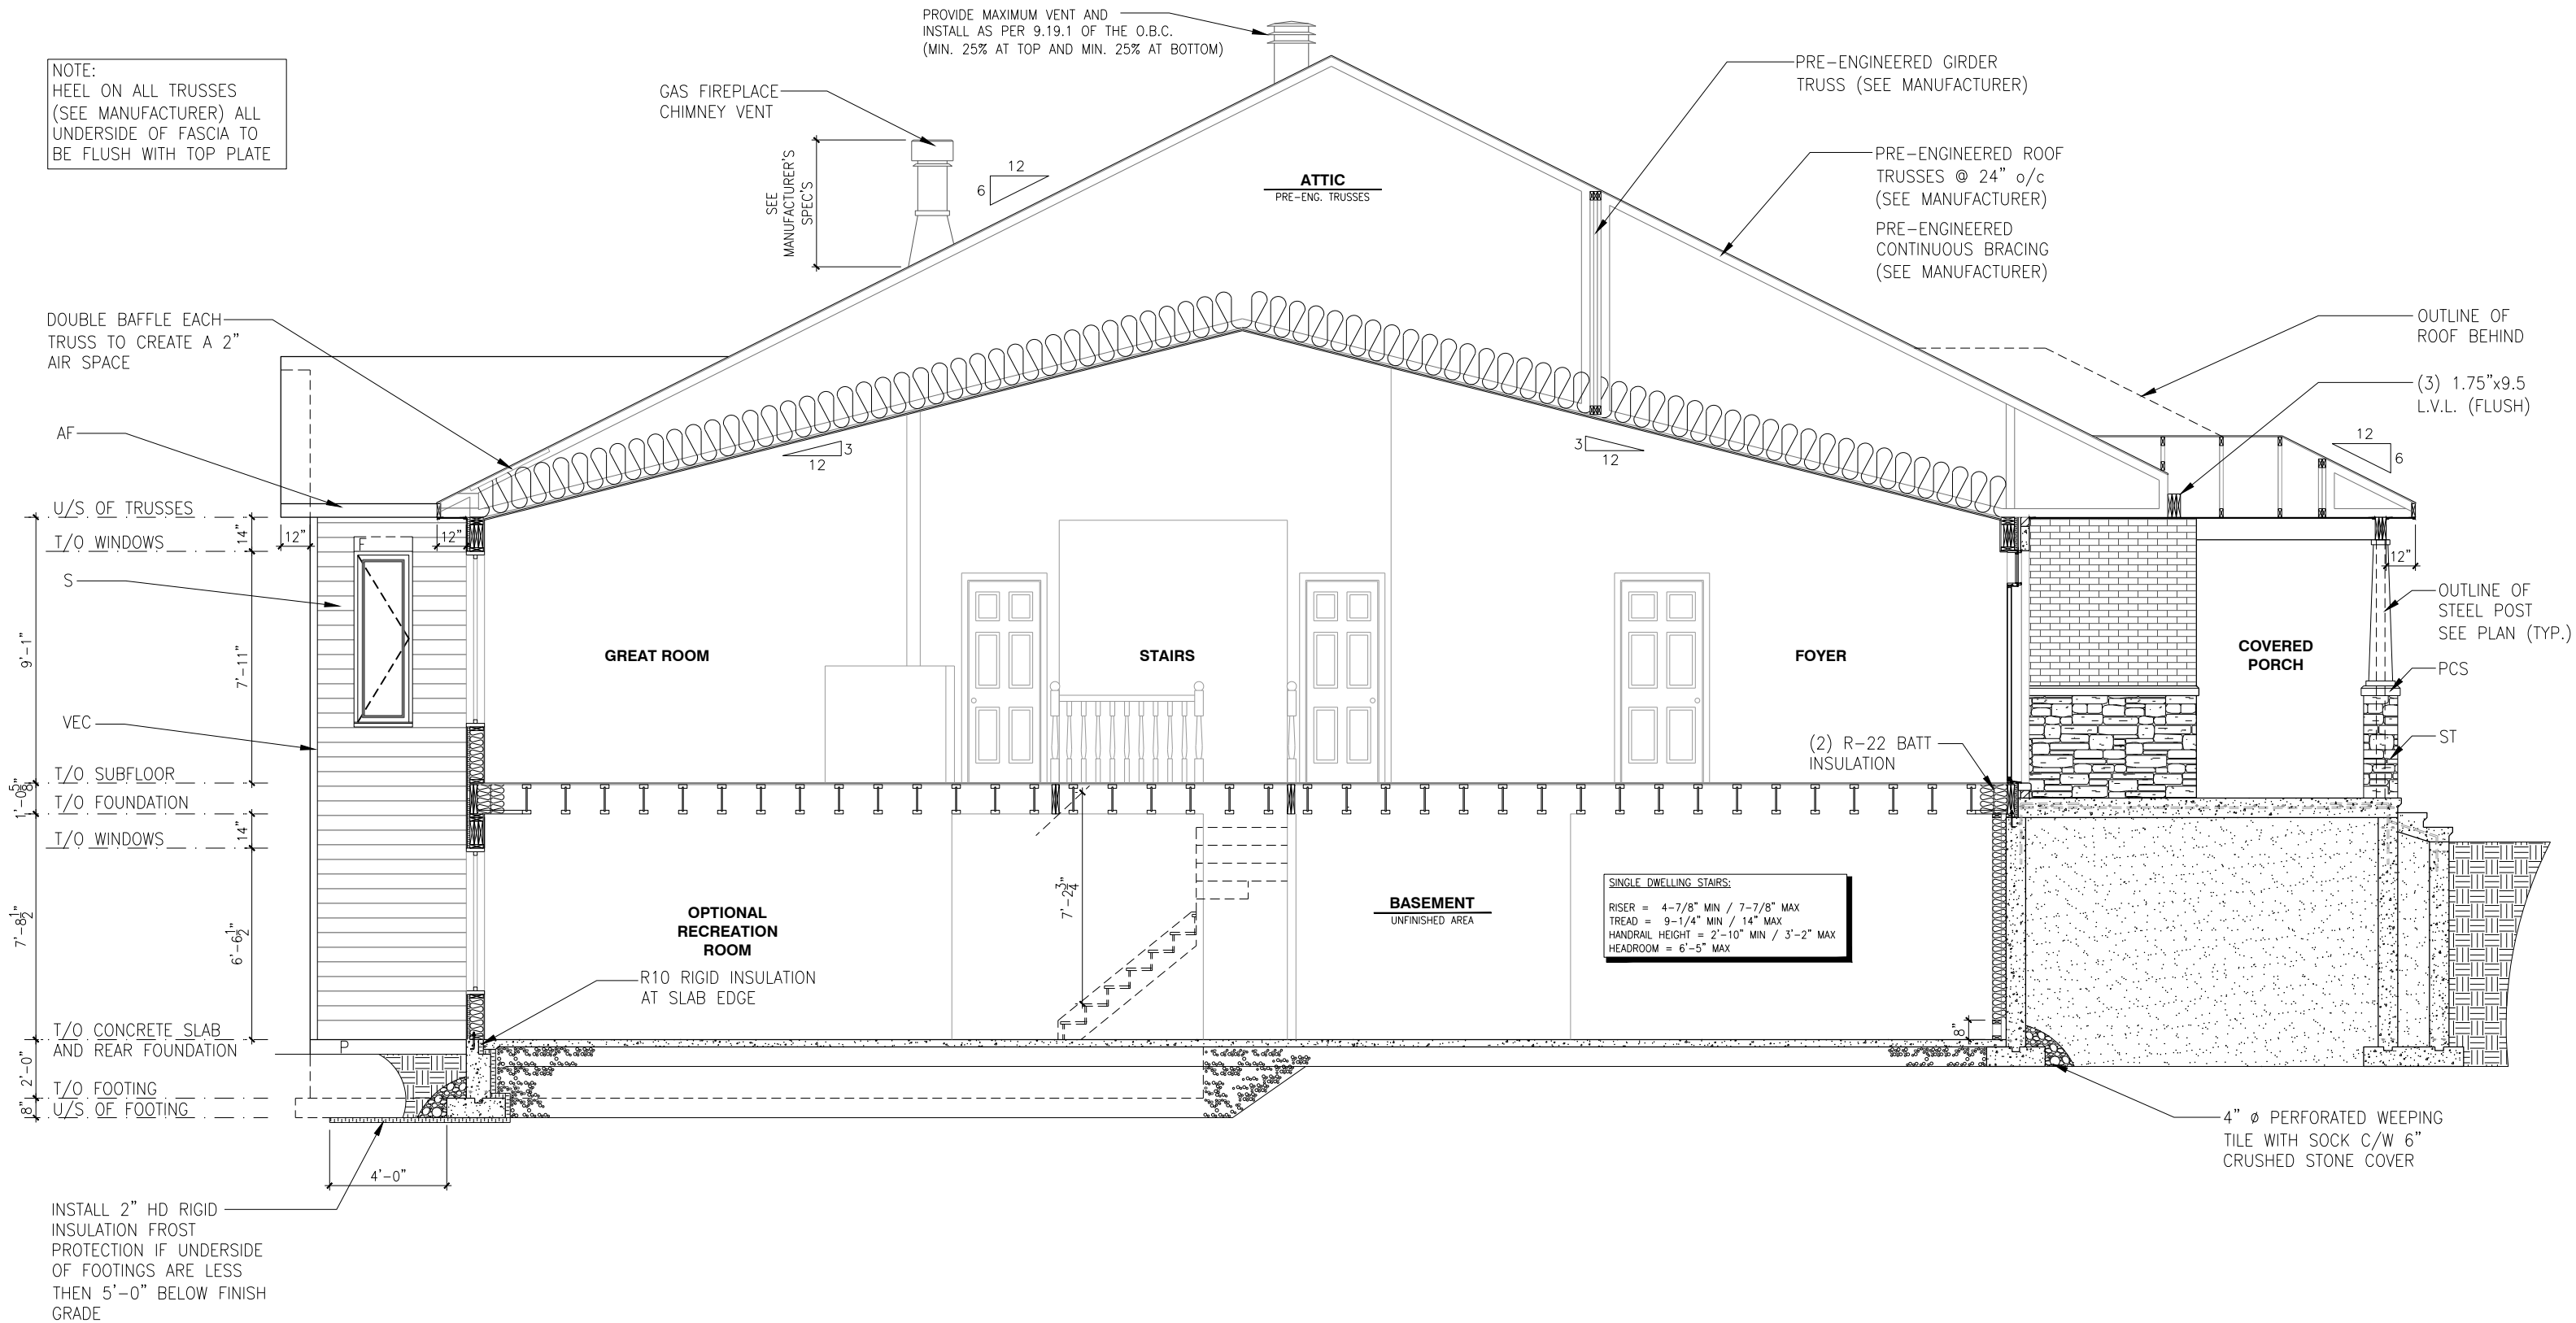 PROVIDE MAXIMUM VENT AND
INSTALL AS PER 9.19.1 OF THE O.B.C.
(MIN. 25% AT TOP AND MIN. 25% AT BOTTOM)
NOTE:
HEEL ON ALL TRUSSES
(SEE MANUFACTURER) ALL
UNDERSIDE OF FASCIA TO
BE FLUSH WITH TOP PLATE
GAS FIREPLACE
CHIMNEY VENT
SEE
MANUFACTURER'S
SPEC'S
12
6
ATTIC
PRE-ENG. TRUSSES
PRE-ENGINEERED GIRDER
TRUSS (SEE MANUFACTURER)
PRE-ENGINEERED ROOF
TRUSSES @ 24" o/c
(SEE MANUFACTURER)
PRE-ENGINEERED
CONTINUOUS BRACING
(SEE MANUFACTURER)
OUTLINE OF
ROOF BEHIND
(3) 1.75"x9.5
L.V.L. (FLUSH)
12
6
DOUBLE BAFFLE EACH
TRUSS TO CREATE A 2"
AIR SPACE
AF
3
12
3
12
U/S OF TRUSSES
T/O WINDOWS
14"
12"
12"
12"
F
S
9'-1"
7'-11"
VEC
GREAT ROOM
STAIRS
FOYER
COVERED
PORCH
OUTLINE OF
STEEL POST
SEE PLAN (TYP.)
PCS
ST
(2) R-22 BATT
INSULATION
T/O SUBFLOOR
1'-0 5/8"
T/O FOUNDATION
T/O WINDOWS
14"
7'-8 1/2"
6'-6 1/2"
7'-2 3/4"
OPTIONAL
RECREATION
ROOM
R10 RIGID INSULATION
AT SLAB EDGE
BASEMENT
UNFINISHED AREA
SINGLE DWELLING STAIRS:
RISER = 4-7/8" MIN / 7-7/8" MAX
TREAD = 9-1/4" MIN / 14" MAX
HANDRAIL HEIGHT = 2'-10" MIN / 3'-2" MAX
HEADROOM = 6'-5" MAX
8"
T/O CONCRETE SLAB
AND REAR FOUNDATION
P
2'-0"
T/O FOOTING
U/S OF FOOTING
8"
4'-0"
4" ø PERFORATED WEEPING
TILE WITH SOCK C/W 6"
CRUSHED STONE COVER
INSTALL 2" HD RIGID
INSULATION FROST
PROTECTION IF UNDERSIDE
OF FOOTINGS ARE LESS
THEN 5'-0" BELOW FINISH
GRADE